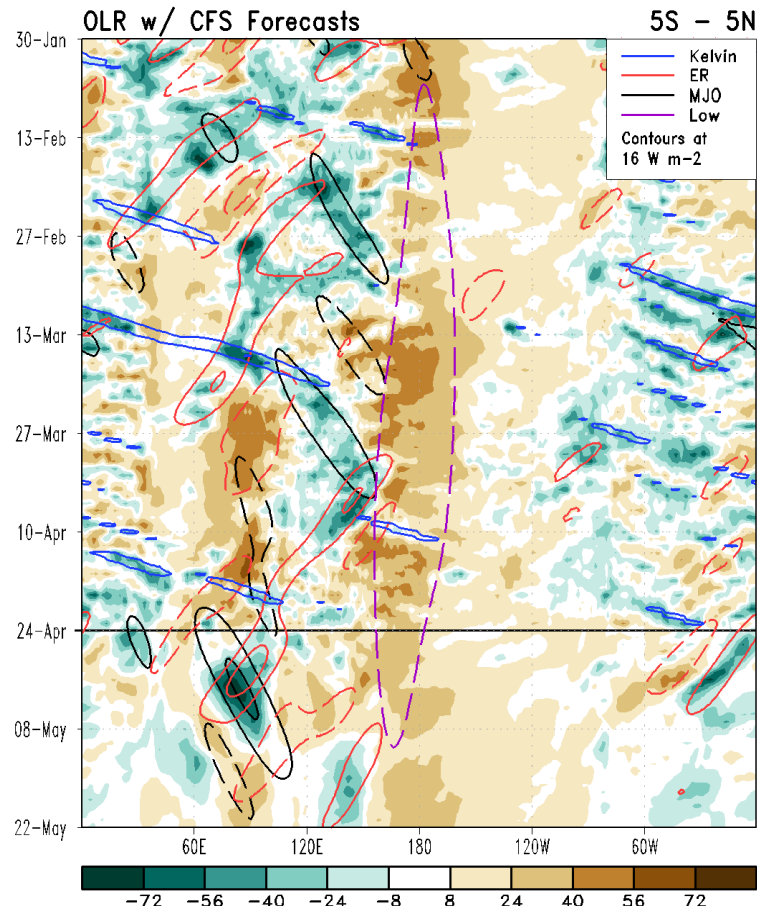 OLR w/ CFS Forecasts 5S - 5N
30-Jan
13-Feb
27-Feb
13-Mar
27-Mar
10-Apr
24-Apr
08-May
22-May
Kelvin
ER
MJO
Low
Contours at
16 W m-2
60E 120E 180 120W 60W
-72 -56 -40 -24 -8 8 24 40 56 72